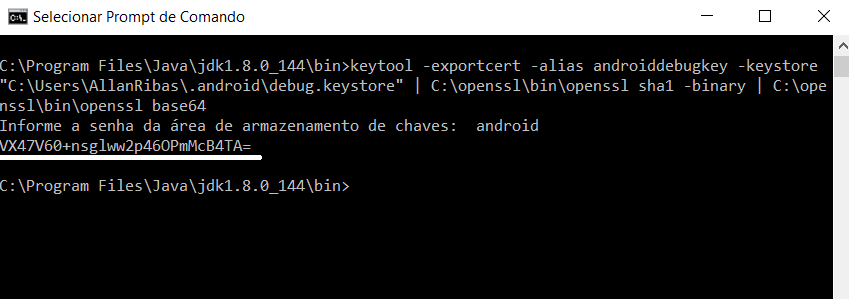 Selecionar Prompt de Comando
C:\Program Files\Java\jdk1.8.0_144\bin>keytool -exportcert -alias androiddebugkey -keystore
"C:\Users\AllanRibas\.android\debug.keystore" | C:\openssl\bin\openssl sha1 -binary | C:\ope
nssl\bin\openssl base64
Informe a senha da área de armazenamento de chaves:  android
VX47V60+nsglww2p46OPmMcB4TA=
C:\Program Files\Java\jdk1.8.0_144\bin>